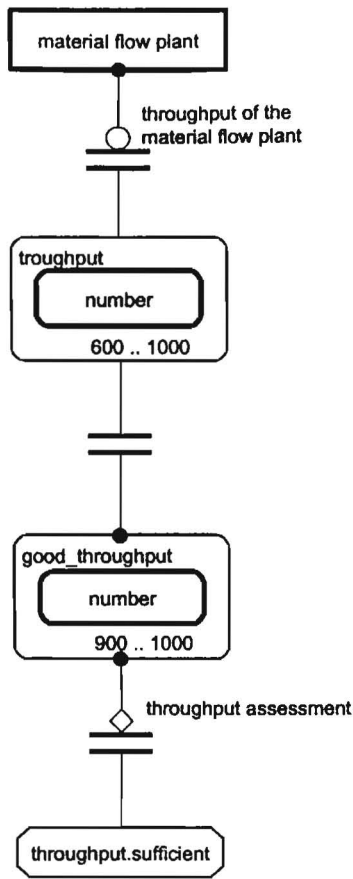 material flow plant
throughput of the
material flow plant
troughput
number
600 .. 1000
good_throughput
number
900 .. 1000
throughput assessment
throughput.sufficient